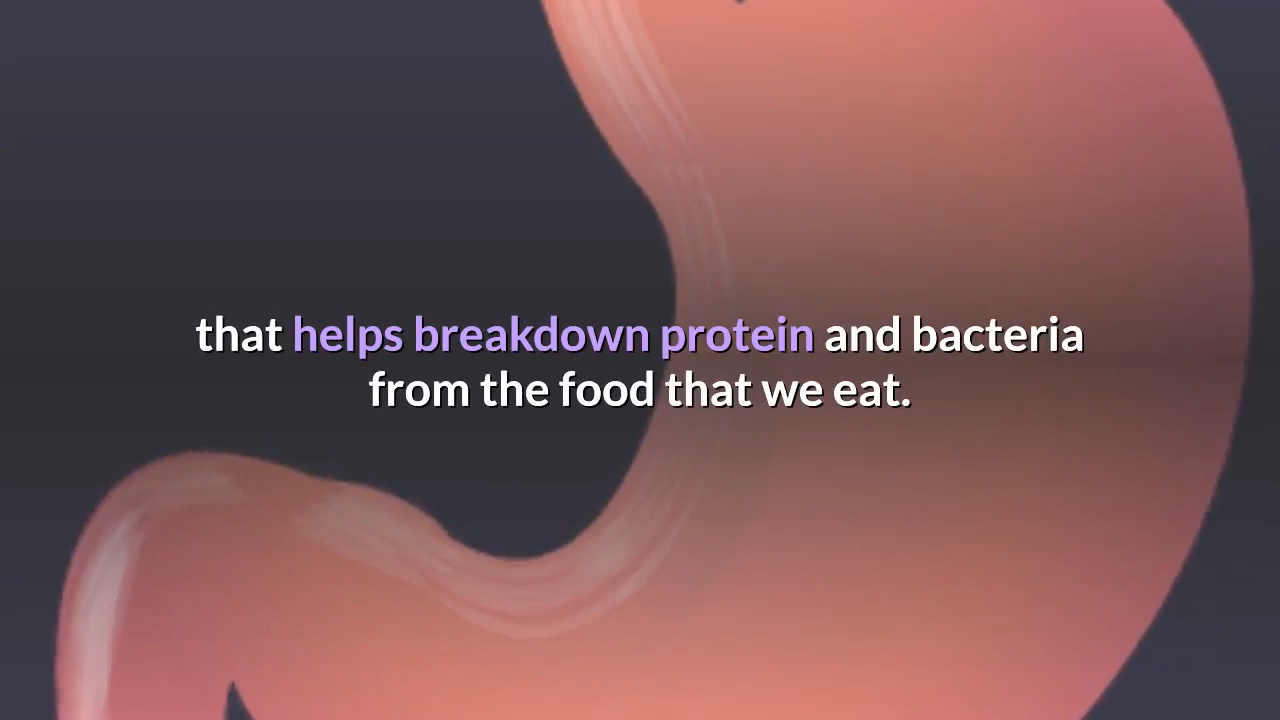 that helps breakdown protein and bacteria
from the food that we eat.